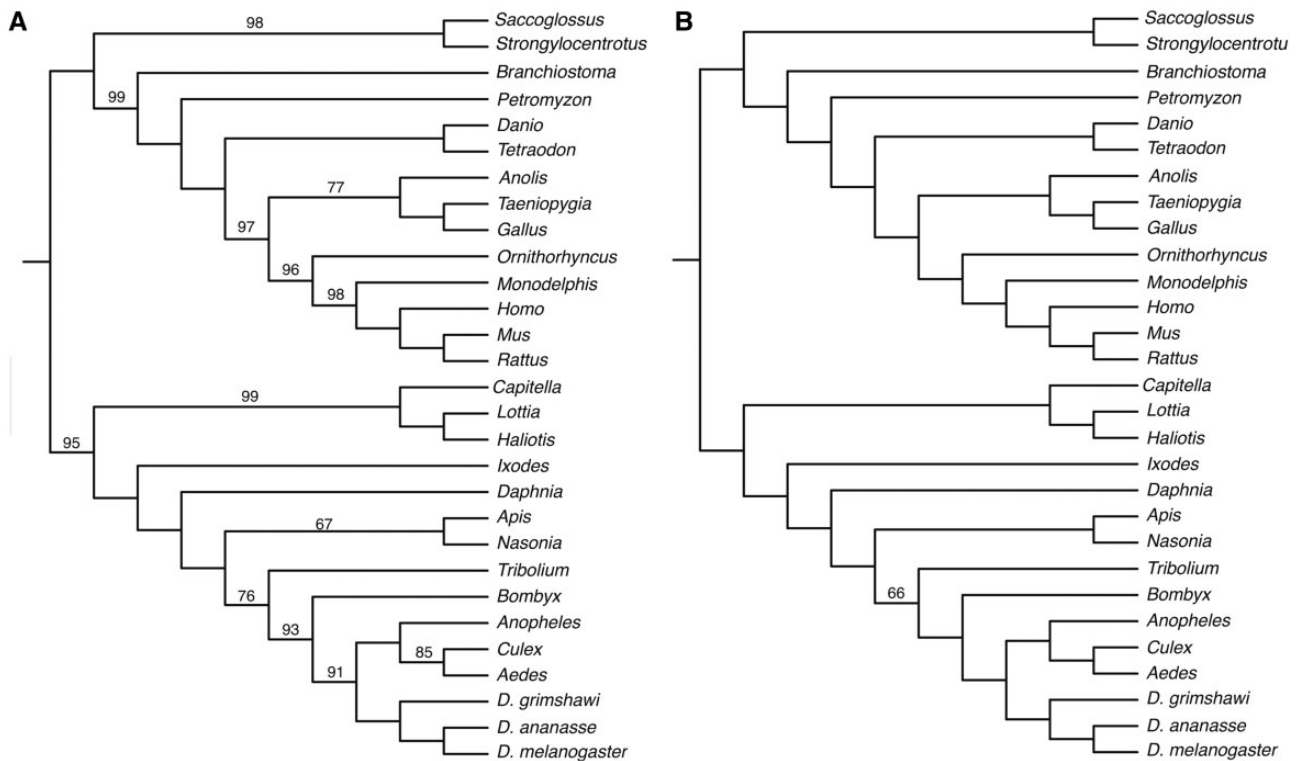 A
98
Saccoglossus
Strongylocentrotus
99
Branchiostoma
Petromyzon
Danio
Tetraodon
77
Anolis
Taeniopygia
97
Gallus
96
Ornithorhyncus
98
Monodelphis
Homo
Mus
Rattus
99
Capitella
Lottia
95
Haliotis
Ixodes
Daphnia
67
Apis
Nasonia
Tribolium
76
Bombyx
93
Anopheles
85
Culex
91
Aedes
D. grimshawi
D. ananasse
D. melanogaster
B
Saccoglossus
Strongylocentrotu
Branchiostoma
Petromyzon
Danio
Tetraodon
Anolis
Taeniopygia
Gallus
Ornithorhyncus
Monodelphis
Homo
Mus
Rattus
Capitella
Lottia
Haliotis
Ixodes
Daphnia
Apis
Nasonia
Tribolium
66
Bombyx
Anopheles
Culex
Aedes
D. grimshawi
D. ananasse
D. melanogaster